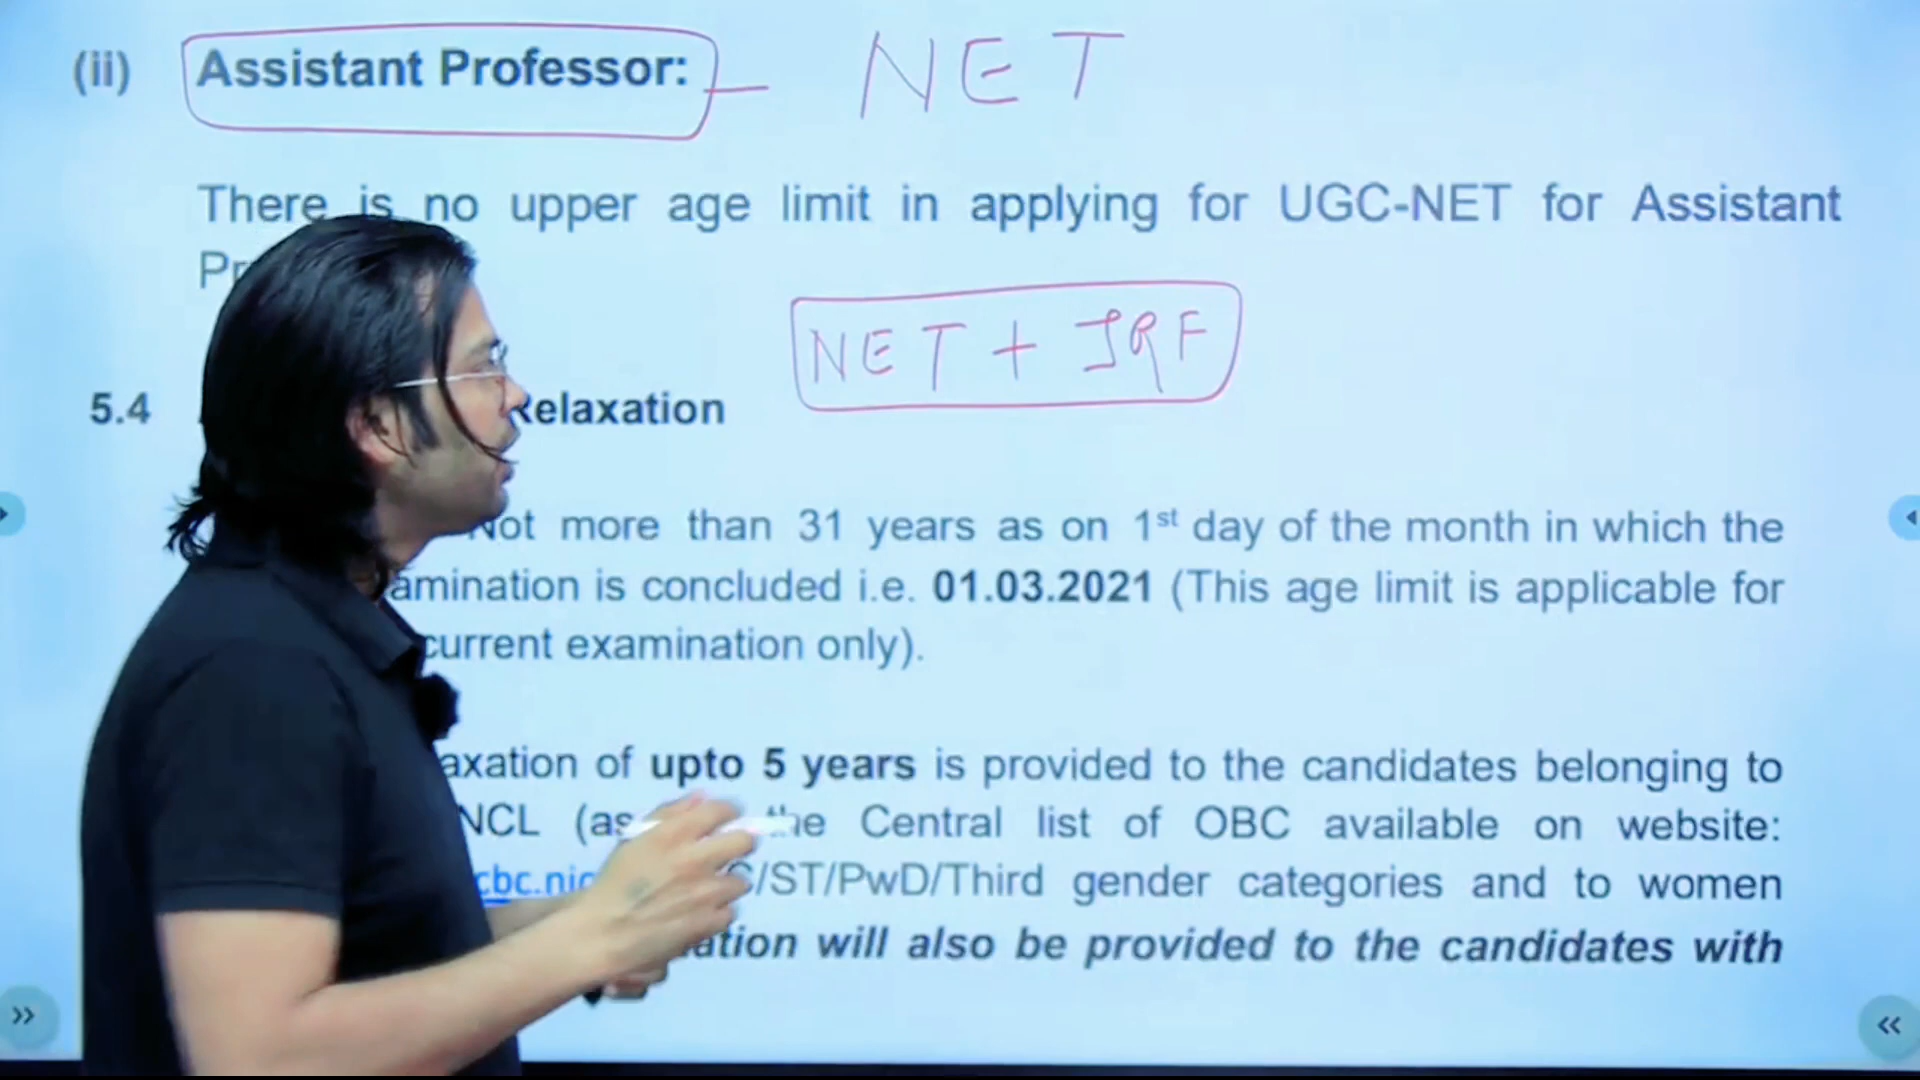 (ii) Assistant Professor: - NET
There is no upper age limit in applying for UGC-NET for Assistant
NET + JRF
5.4 Relaxation
Not more than 31 years as on 1st day of the month in which the
amination is concluded i.e. 01.03.2021 (This age limit is applicable for
current examination only).
axation of upto 5 years is provided to the candidates belonging to
NCL (as the Central list of OBC available on website:
cbc.nic /ST/PwD/Third gender categories and to women
ation will also be provided to the candidates with